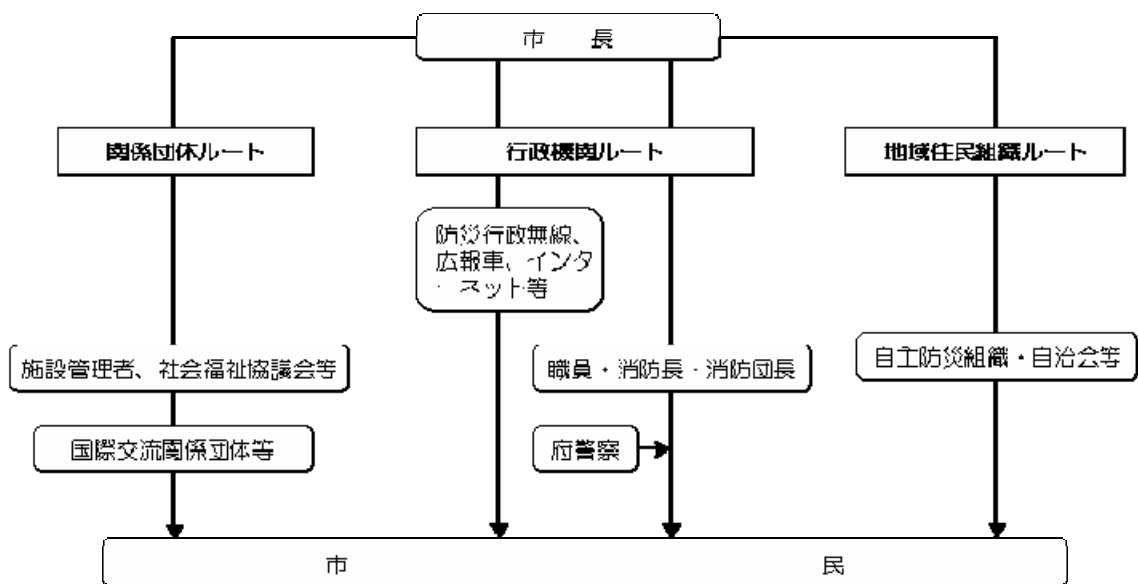 市 長
関係団体ルート
行政機関ルート
地域住民組織ルート
防災行政無線、
広報車、インタ
ーネット等
施設管理者、社会福祉協議会等
職員・消防長・消防団長
自主防災組織・自治会等
国際交流関係団体等
府警察
市 民